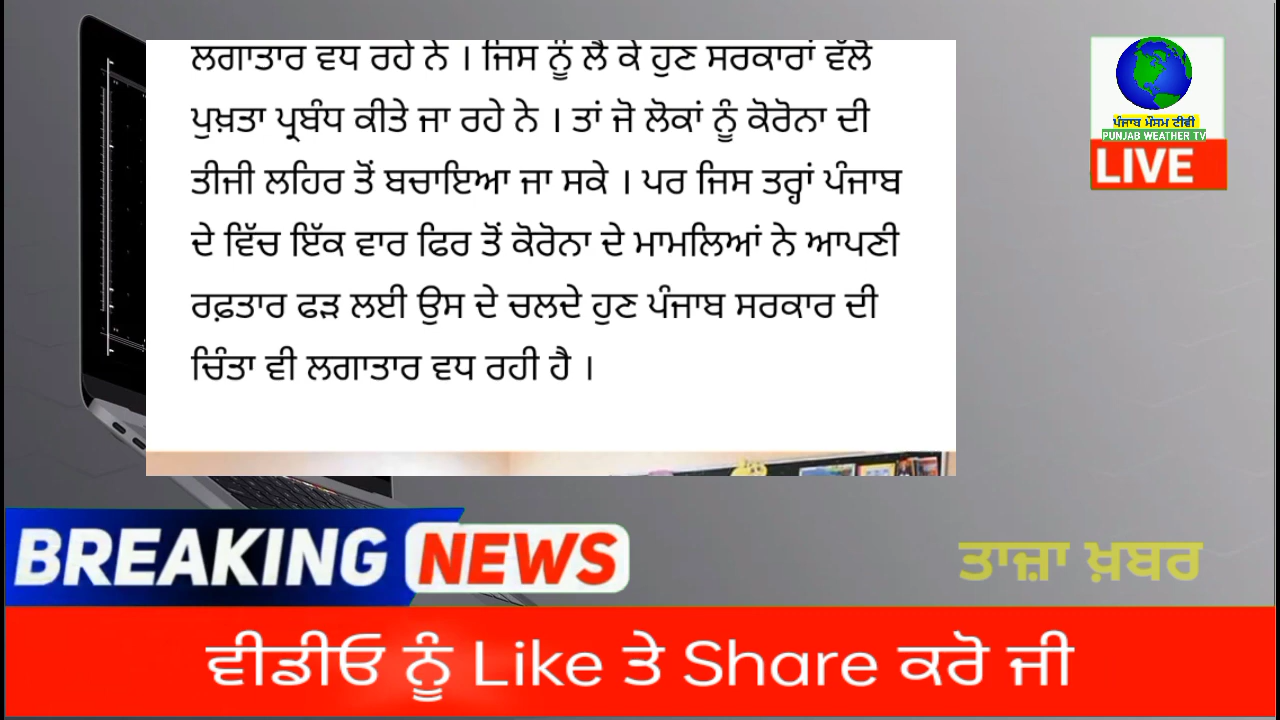 ਲਗਾਤਾਰ ਵਧ ਰਹੇ ਨੇ । ਜਿਸ ਨੂੰ ਲੈ ਕੇ ਹੁਣ ਸਰਕਾਰਾਂ ਵੱਲੋਂ
ਪੁਖ਼ਤਾ ਪ੍ਰਬੰਧ ਕੀਤੇ ਜਾ ਰਹੇ ਨੇ । ਤਾਂ ਜੋ ਲੋਕਾਂ ਨੂੰ ਕੋਰੋਨਾ ਦੀ
ਤੀਜੀ ਲਹਿਰ ਤੋਂ ਬਚਾਇਆ ਜਾ ਸਕੇ । ਪਰ ਜਿਸ ਤਰ੍ਹਾਂ ਪੰਜਾਬ
ਦੇ ਵਿੱਚ ਇੱਕ ਵਾਰ ਫਿਰ ਤੋਂ ਕੋਰੋਨਾ ਦੇ ਮਾਮਲਿਆਂ ਨੇ ਆਪਣੀ
ਰਫ਼ਤਾਰ ਫੜ ਲਈ ਉਸ ਦੇ ਚਲਦੇ ਹੁਣ ਪੰਜਾਬ ਸਰਕਾਰ ਦੀ
ਚਿੰਤਾ ਵੀ ਲਗਾਤਾਰ ਵਧ ਰਹੀ ਹੈ ।
ਪੰਜਾਬ ਮੌਸਮ ਟੀਵੀ
PUNJAB WEATHER TV
LIVE
BREAKING NEWS
ਤਾਜ਼ਾ ਖ਼ਬਰ
ਵੀਡੀਓ ਨੂੰ Like ਤੇ Share ਕਰੋ ਜੀ